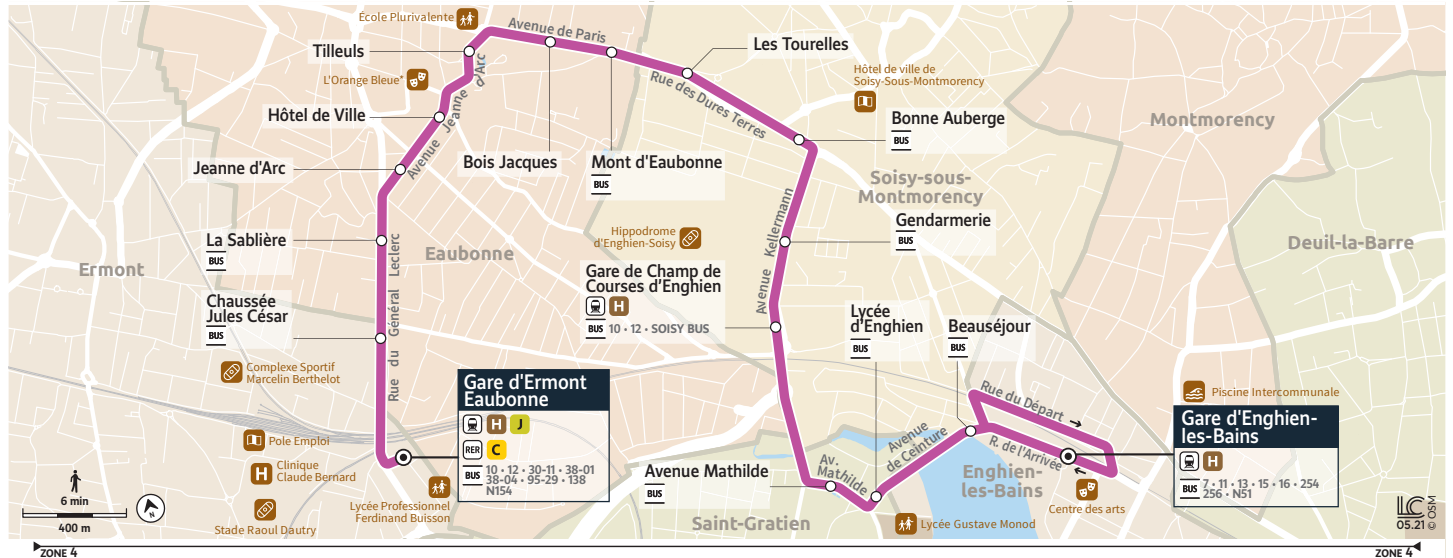 École Plurivalente
Avenue de Paris
Tilleuls
Les Tourelles
L'Orange Bleue*
Avenue Jeanne d'Arc
Rue des Dures Terres
Hôtel de ville de
Soisy-Sous-Montmorency
Hôtel de Ville
Bonne Auberge
BUS
Montmorency
Jeanne d'Arc
Bois Jacques
Mont d'Eaubonne
BUS
Soisy-sous-
Montmorency
Gendarmerie
BUS
La Sablière
BUS
Eaubonne
Hippodrome
d'Enghien-Soisy
Avenue Kellermann
Deuil-la-Barre
Ermont
Rue du Général Leclerc
Gare de Champ de
Courses d'Enghien
H
BUS 10 • 12 • SOISY BUS
Chaussée
Jules César
BUS
Lycée
d'Enghien
BUS
Beauséjour
BUS
Complexe Sportif
Marcelin Berthelot
Gare d'Ermont
Eaubonne
H J
RER C
BUS 10 • 12 • 30-11 • 38-01
38-04 • 95-29 • 138
N154
Rue du Départ →
Piscine Intercommunale
Gare d'Enghien-
les-Bains
H
BUS 7 • 11 • 13 • 15 • 16 • 254
256 • N51
Pole Emploi
H Clinique
Claude Bernard
Avenue
de Ceinture
R. de l'Arrivée
←
Avenue Mathilde
BUS
Av.
Mathilde
Enghien-
les-Bains
6 min
400 m
N
Stade Raoul Dautry
Lycée Professionnel
Ferdinand Buisson
Saint-Gratien
Lycée Gustave Monod
Centre des arts
LC
05.21 © OSM
ZONE 4
ZONE 4